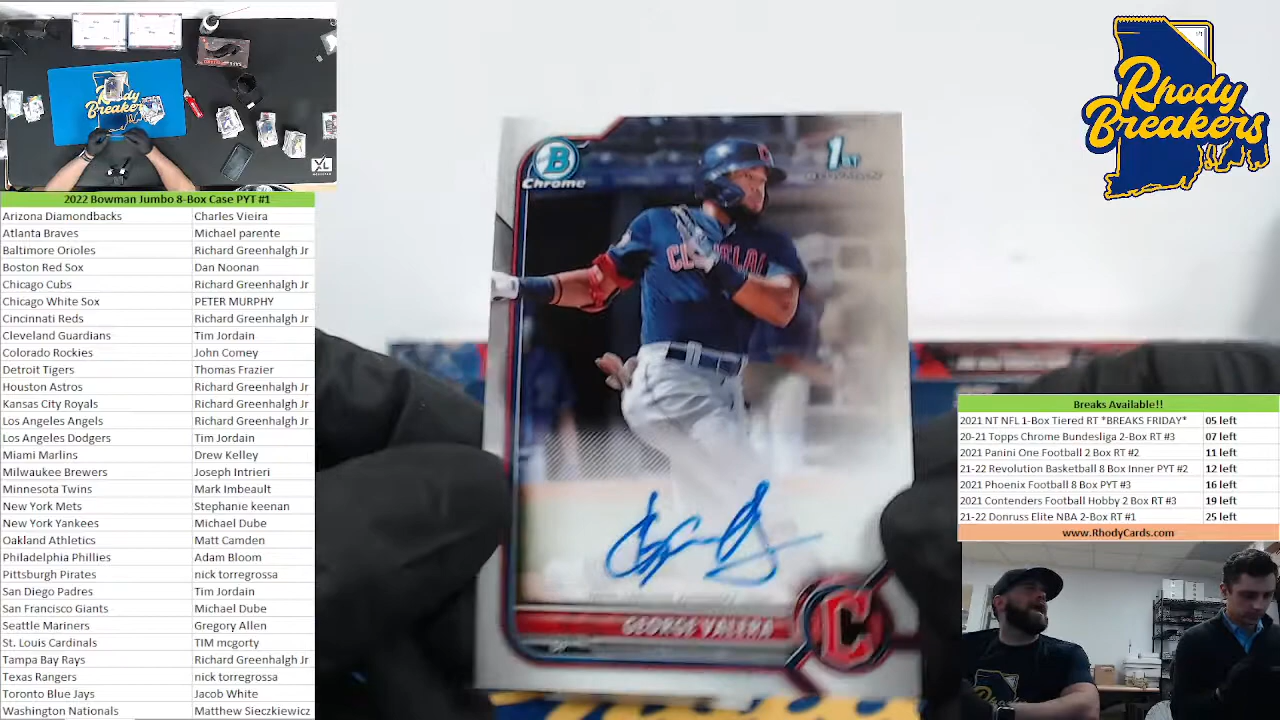 Rhody
Breakers
1/1
Rhody
Breakers
XL
2022 Bowman Jumbo 8-Box Case PYT #1
Arizona Diamondbacks Charles Vieira
Atlanta Braves Michael parente
Baltimore Orioles Richard Greenhalgh Jr
Boston Red Sox Dan Noonan
Chicago Cubs Richard Greenhalgh Jr
Chicago White Sox PETER MURPHY
Cincinnati Reds Richard Greenhalgh Jr
Cleveland Guardians Tim Jordain
Colorado Rockies John Comey
Detroit Tigers Thomas Frazier
Houston Astros Richard Greenhalgh Jr
Kansas City Royals Richard Greenhalgh Jr
Los Angeles Angels Richard Greenhalgh Jr
Los Angeles Dodgers Tim Jordain
Miami Marlins Drew Kelley
Milwaukee Brewers Joseph Intrieri
Minnesota Twins Mark Imbeault
New York Mets Stephanie keenan
New York Yankees Michael Dube
Oakland Athletics Matt Camden
Philadelphia Phillies Adam Bloom
Pittsburgh Pirates nick torregrossa
San Diego Padres Tim Jordain
San Francisco Giants Michael Dube
Seattle Mariners Gregory Allen
St. Louis Cardinals TIM mcgorty
Tampa Bay Rays Richard Greenhalgh Jr
Texas Rangers nick torregrossa
Toronto Blue Jays Jacob White
Washington Nationals Matthew Sieczkiewicz
B
Chrome
1ST
BOWMAN
GEORGE VALERA
C
Breaks Available!!
2021 NT NFL 1-Box Tiered RT *BREAKS FRIDAY* 05 left
20-21 Topps Chrome Bundesliga 2-Box RT #3 07 left
2021 Panini One Football 2 Box RT #2 11 left
21-22 Revolution Basketball 8 Box Inner PYT #2 12 left
2021 Phoenix Football 8 Box PYT #3 16 left
2021 Contenders Football Hobby 2 Box RT #3 19 left
21-22 Donruss Elite NBA 2-Box RT #1 25 left
www.RhodyCards.com